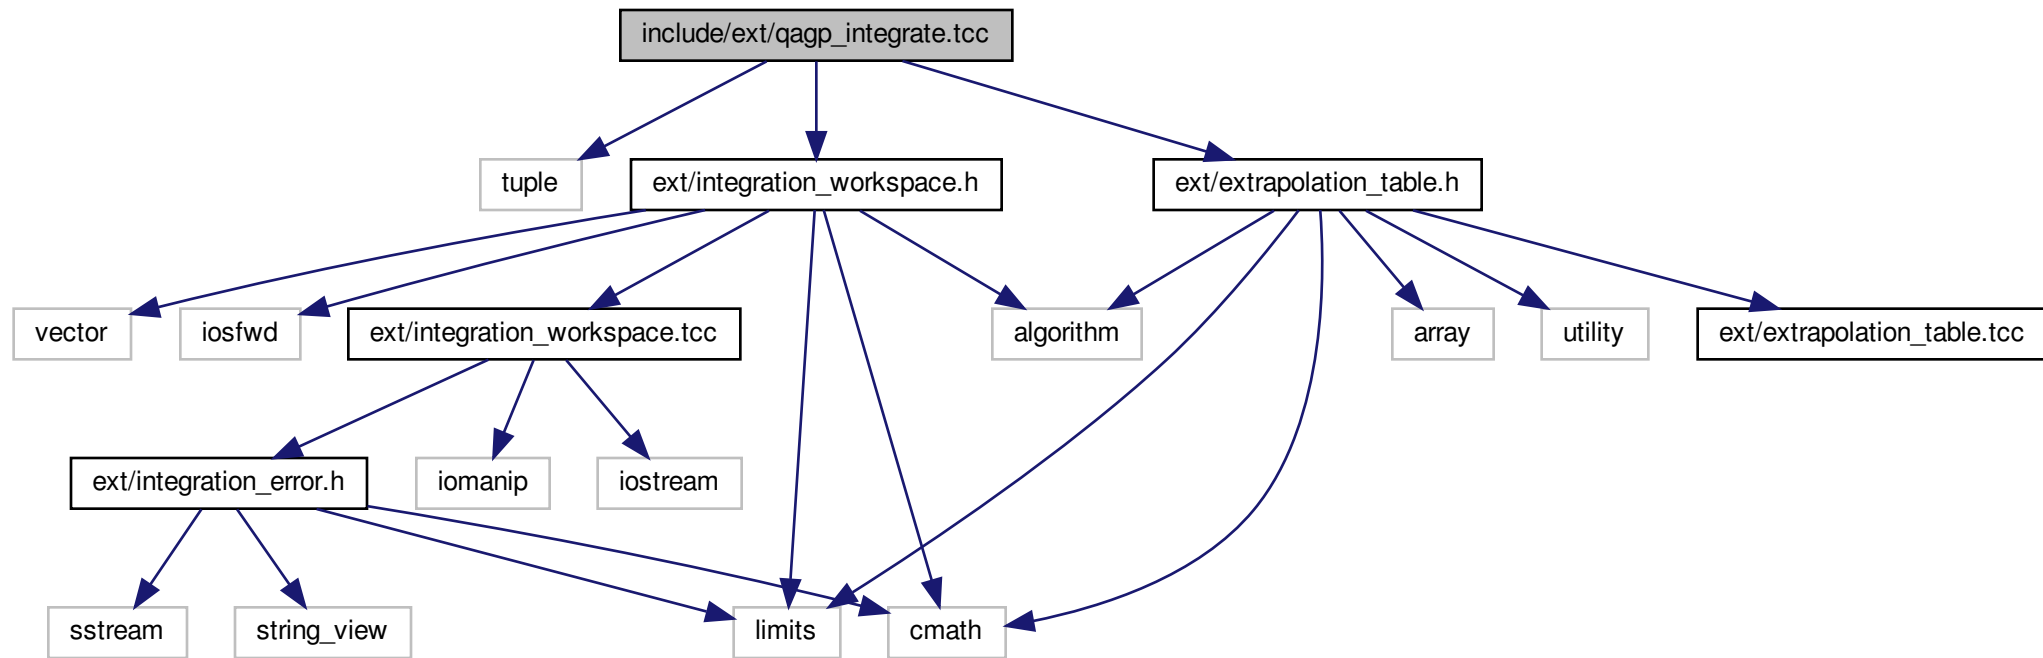 include/ext/qagp_integrate.tcc
tuple
ext/integration_workspace.h
ext/extrapolation_table.h
vector
iosfwd
ext/integration_workspace.tcc
algorithm
array
utility
ext/extrapolation_table.tcc
ext/integration_error.h
iomanip
iostream
sstream
string_view
limits
cmath